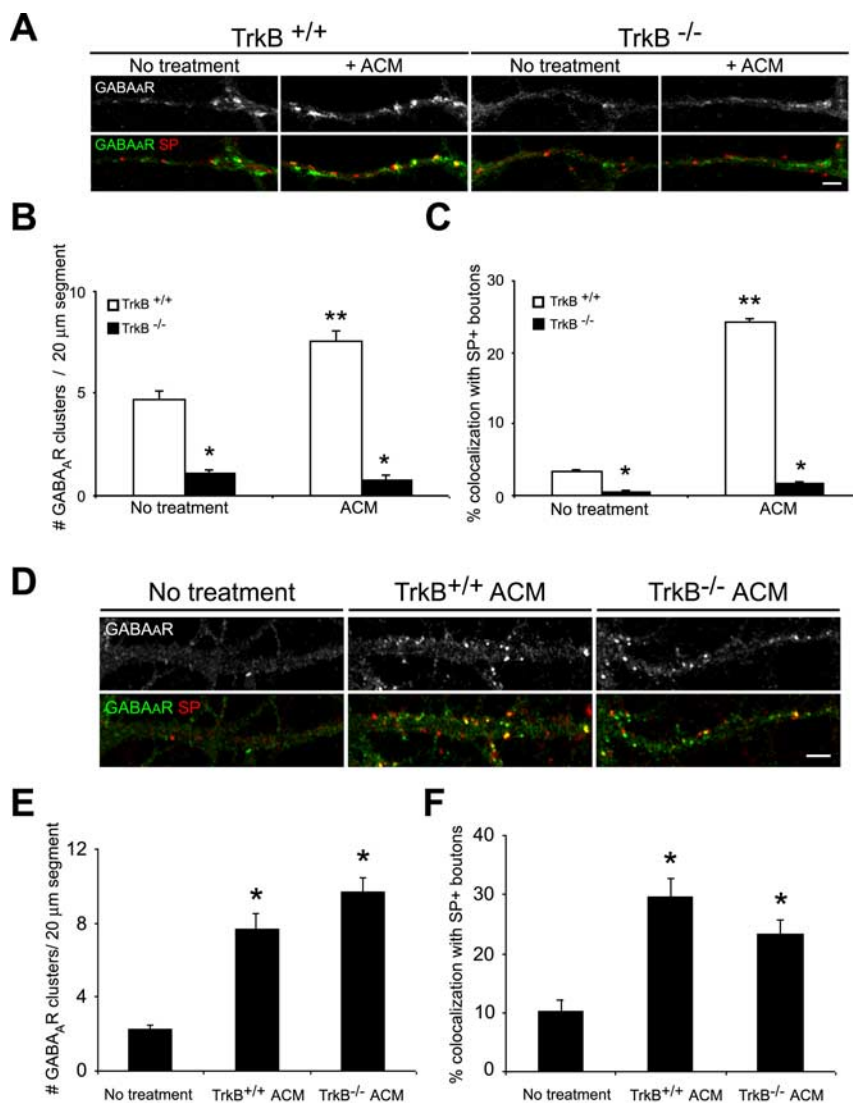 A
TrkB +/+ TrkB -/-
No treatment + ACM No treatment + ACM
GABAAR
GABAAR SP
B
# GABAAR clusters / 20 μm segment
10
5
0
TrkB +/+
TrkB -/-
**
*
*
No treatment ACM
C
% colocalization with SP+ boutons
30
20
10
0
TrkB +/+
TrkB -/-
**
*
*
No treatment ACM
D
No treatment TrkB+/+ ACM TrkB-/- ACM
GABAAR
GABAAR SP
E
# GABAAR clusters/ 20 μm segment
12
8
4
0
*
*
No treatment TrkB+/+ ACM TrkB-/- ACM
F
% colocalization with SP+ boutons
40
30
20
10
0
*
*
No treatment TrkB+/+ ACM TrkB-/- ACM